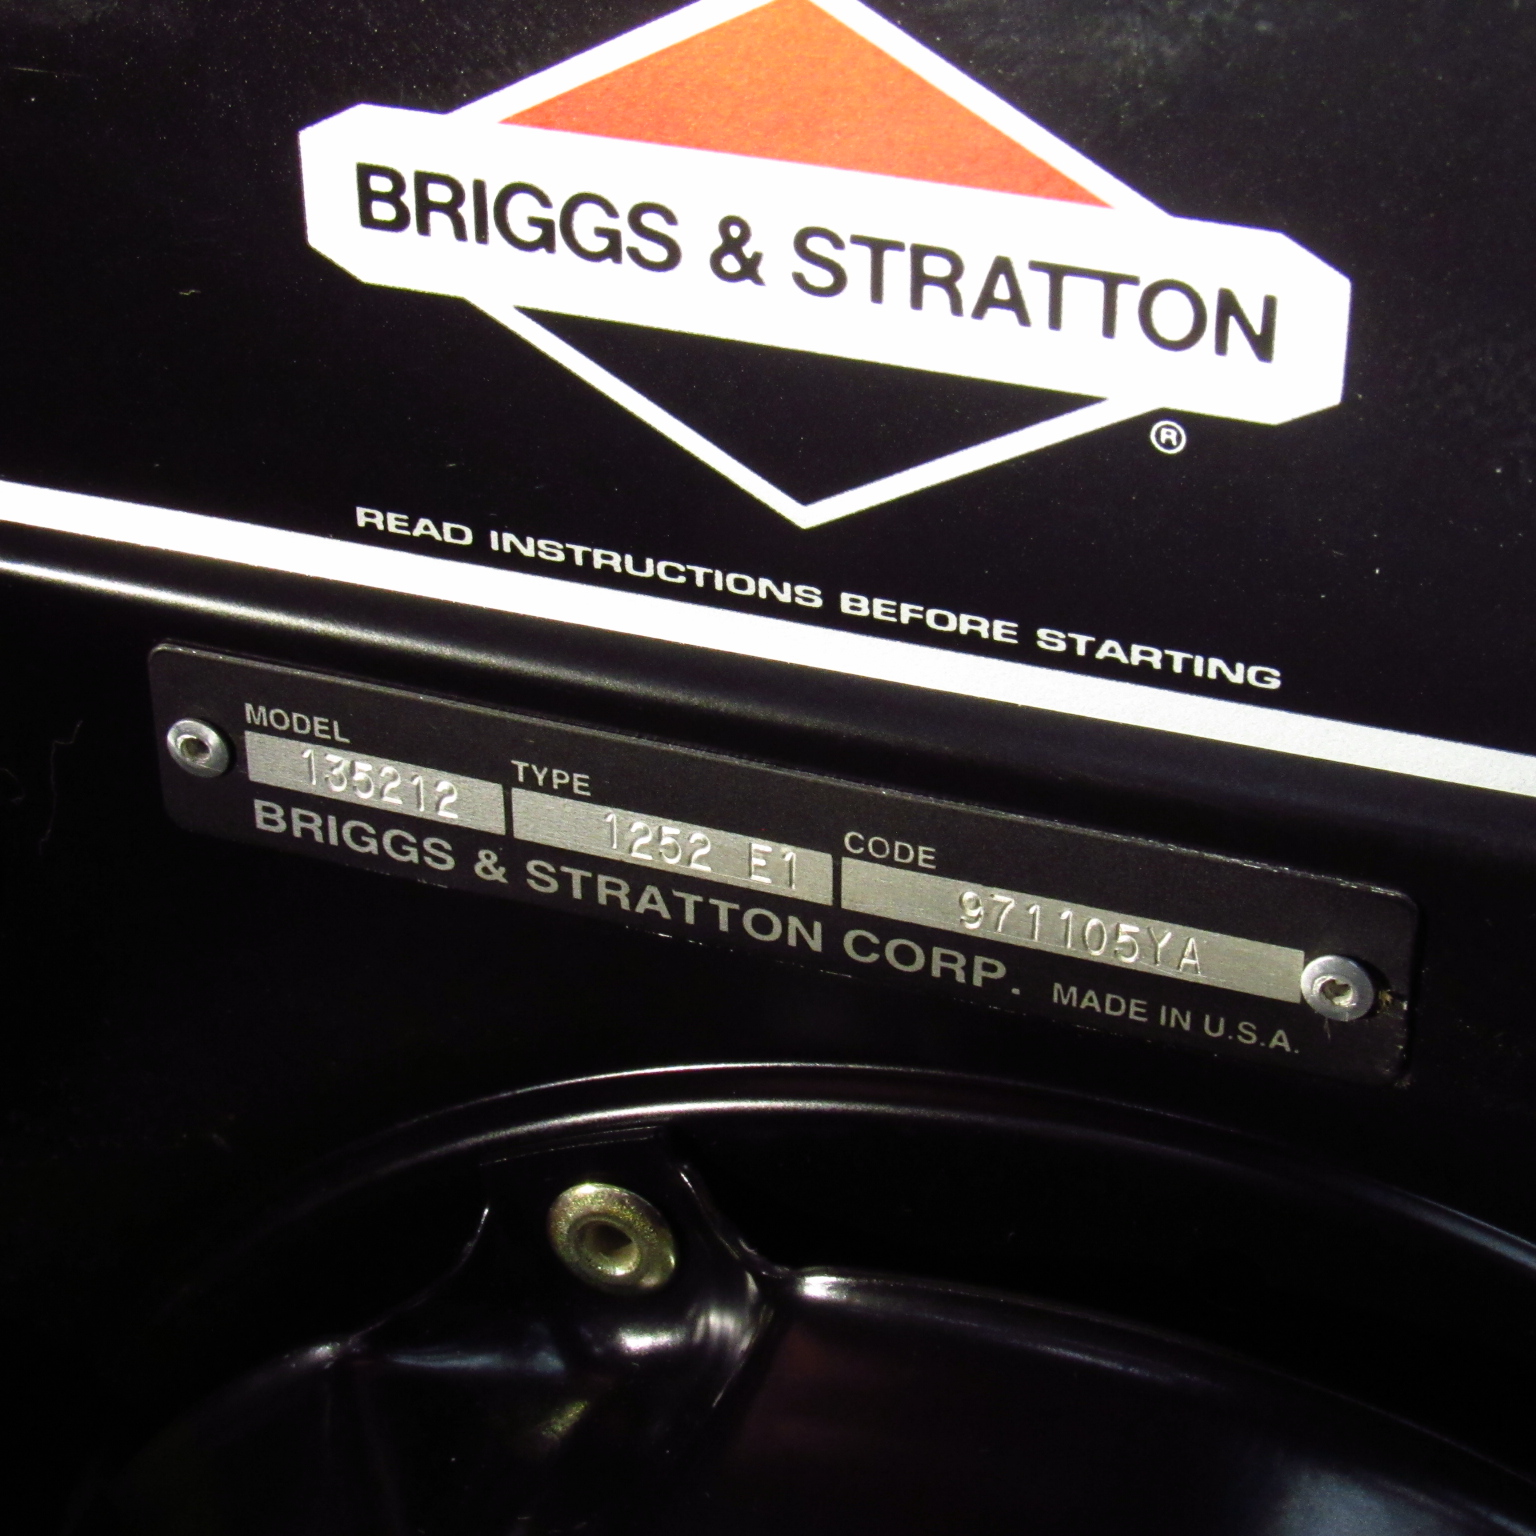 BRIGGS & STRATTON
®
READ INSTRUCTIONS BEFORE STARTING
MODEL TYPE CODE
135212 1252 E1 971105YA
BRIGGS & STRATTON CORP. MADE IN U.S.A.